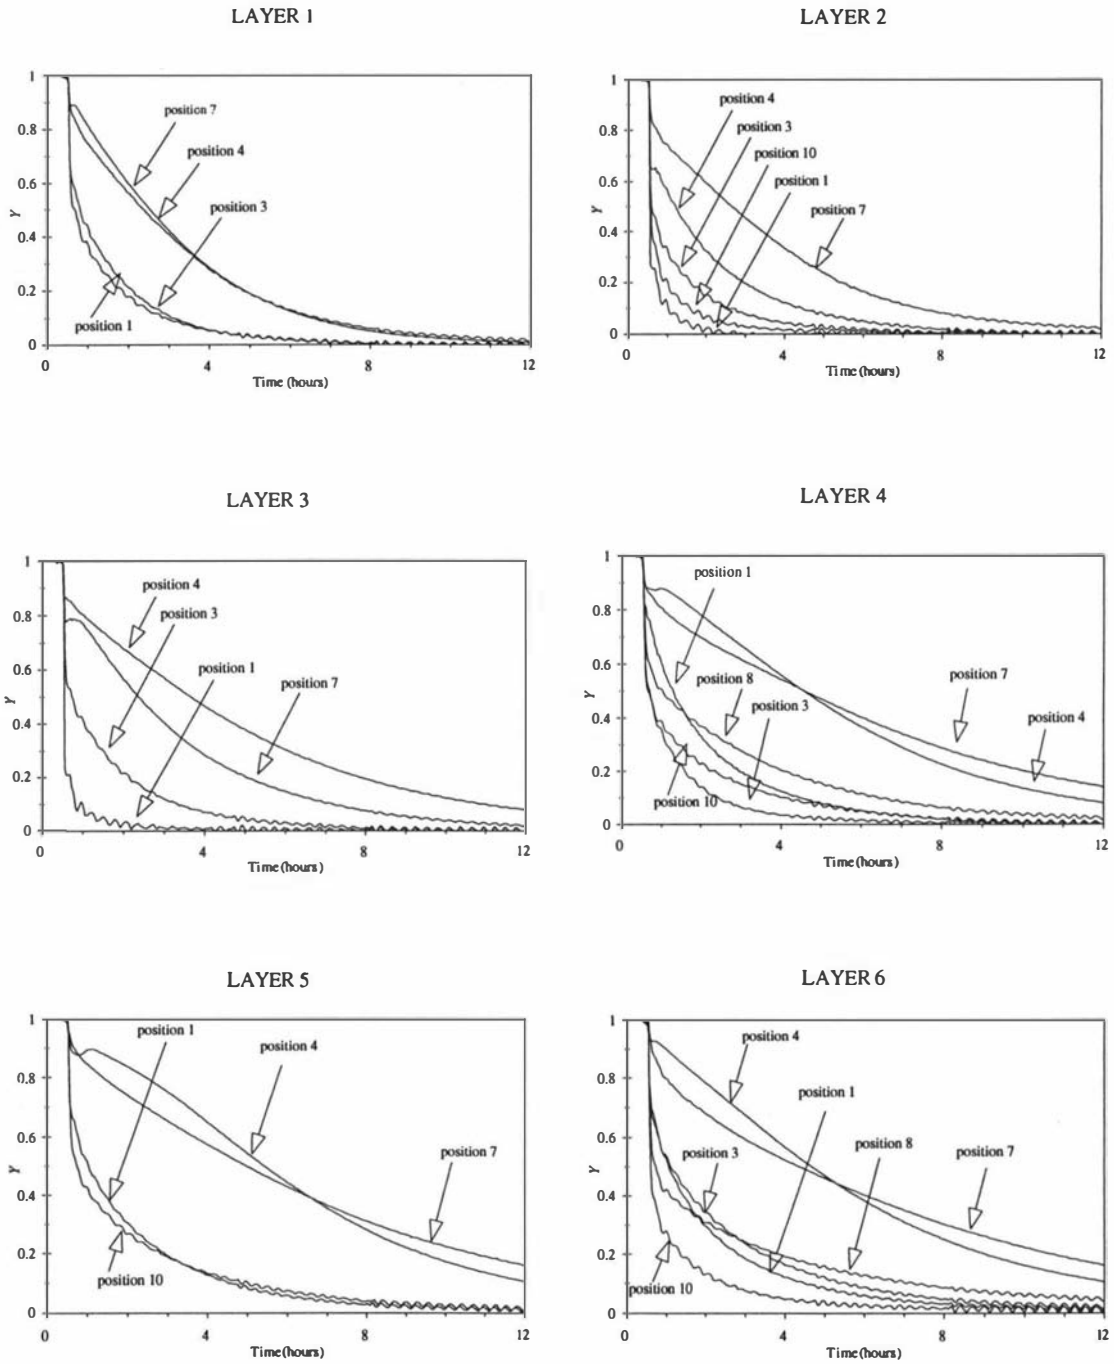 LAYER 1
1
0.8
0.6
0.4
0.2
0
Y
position 7
position 4
position 3
position 1
0
4
8
12
Time (hours)
LAYER 2
1
0.8
0.6
0.4
0.2
0
Y
position 4
position 3
position 10
position 1
position 7
0
4
8
12
Time (hours)
LAYER 3
1
0.8
0.6
0.4
0.2
0
Y
position 4
position 3
position 1
position 7
0
4
8
12
Time (hours)
LAYER 4
1
0.8
0.6
0.4
0.2
0
Y
position 1
position 8
position 3
position 7
position 4
position 10
0
4
8
12
Time (hours)
LAYER 5
1
0.8
0.6
0.4
0.2
0
Y
position 1
position 4
position 7
position 10
0
4
8
12
Time (hours)
LAYER 6
1
0.8
0.6
0.4
0.2
0
Y
position 4
position 1
position 3
position 8
position 7
position 10
0
4
8
12
Time (hours)